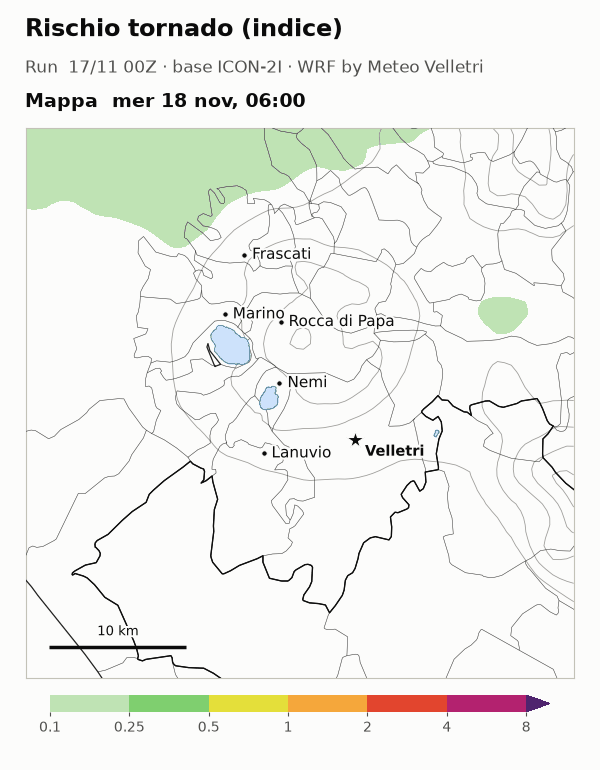 Rischio tornado (indice)
Run  17/11 00Z · base ICON-2I · WRF by Meteo Velletri
Mappa  mer 18 nov, 06:00
Frascati
Marino
Rocca di Papa
Nemi
Velletri
Lanuvio
10 km
0.1 0.25 0.5 1 2 4 8